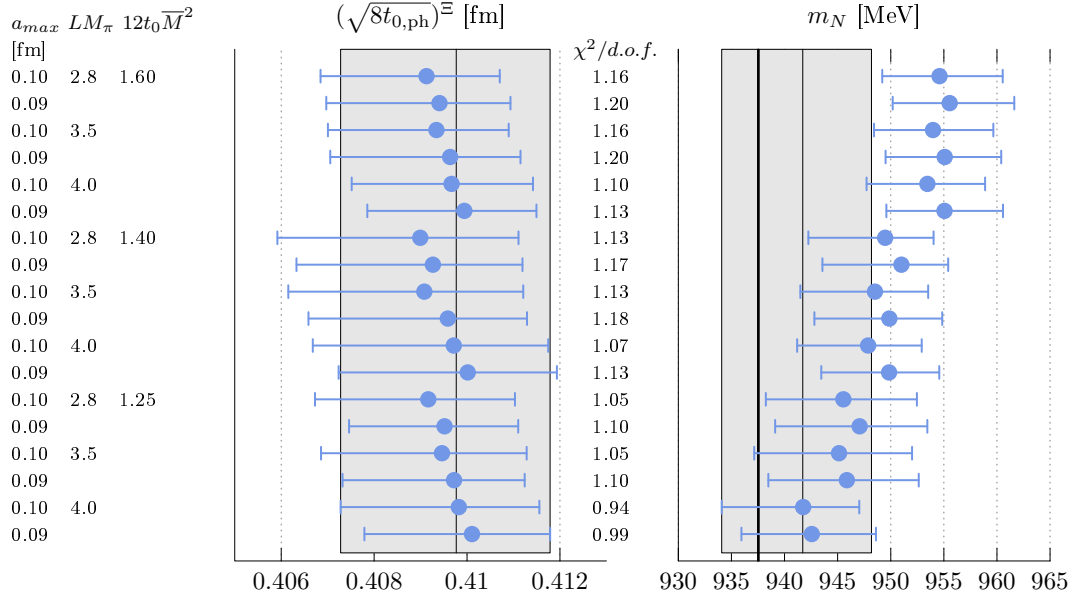 a_{max} LM_π 12t_0\overline{M}^2 (√8t_{0,ph})^Ξ [fm] m_N [MeV]
[fm] χ²/d.o.f.
0.10 2.8 1.60 1.16
0.09 1.20
0.10 3.5 1.16
0.09 1.20
0.10 4.0 1.10
0.09 1.13
0.10 2.8 1.40 1.13
0.09 1.17
0.10 3.5 1.13
0.09 1.18
0.10 4.0 1.07
0.09 1.13
0.10 2.8 1.25 1.05
0.09 1.10
0.10 3.5 1.05
0.09 1.10
0.10 4.0 0.94
0.09 0.99
0.406 0.408 0.41 0.412 930 935 940 945 950 955 960 965